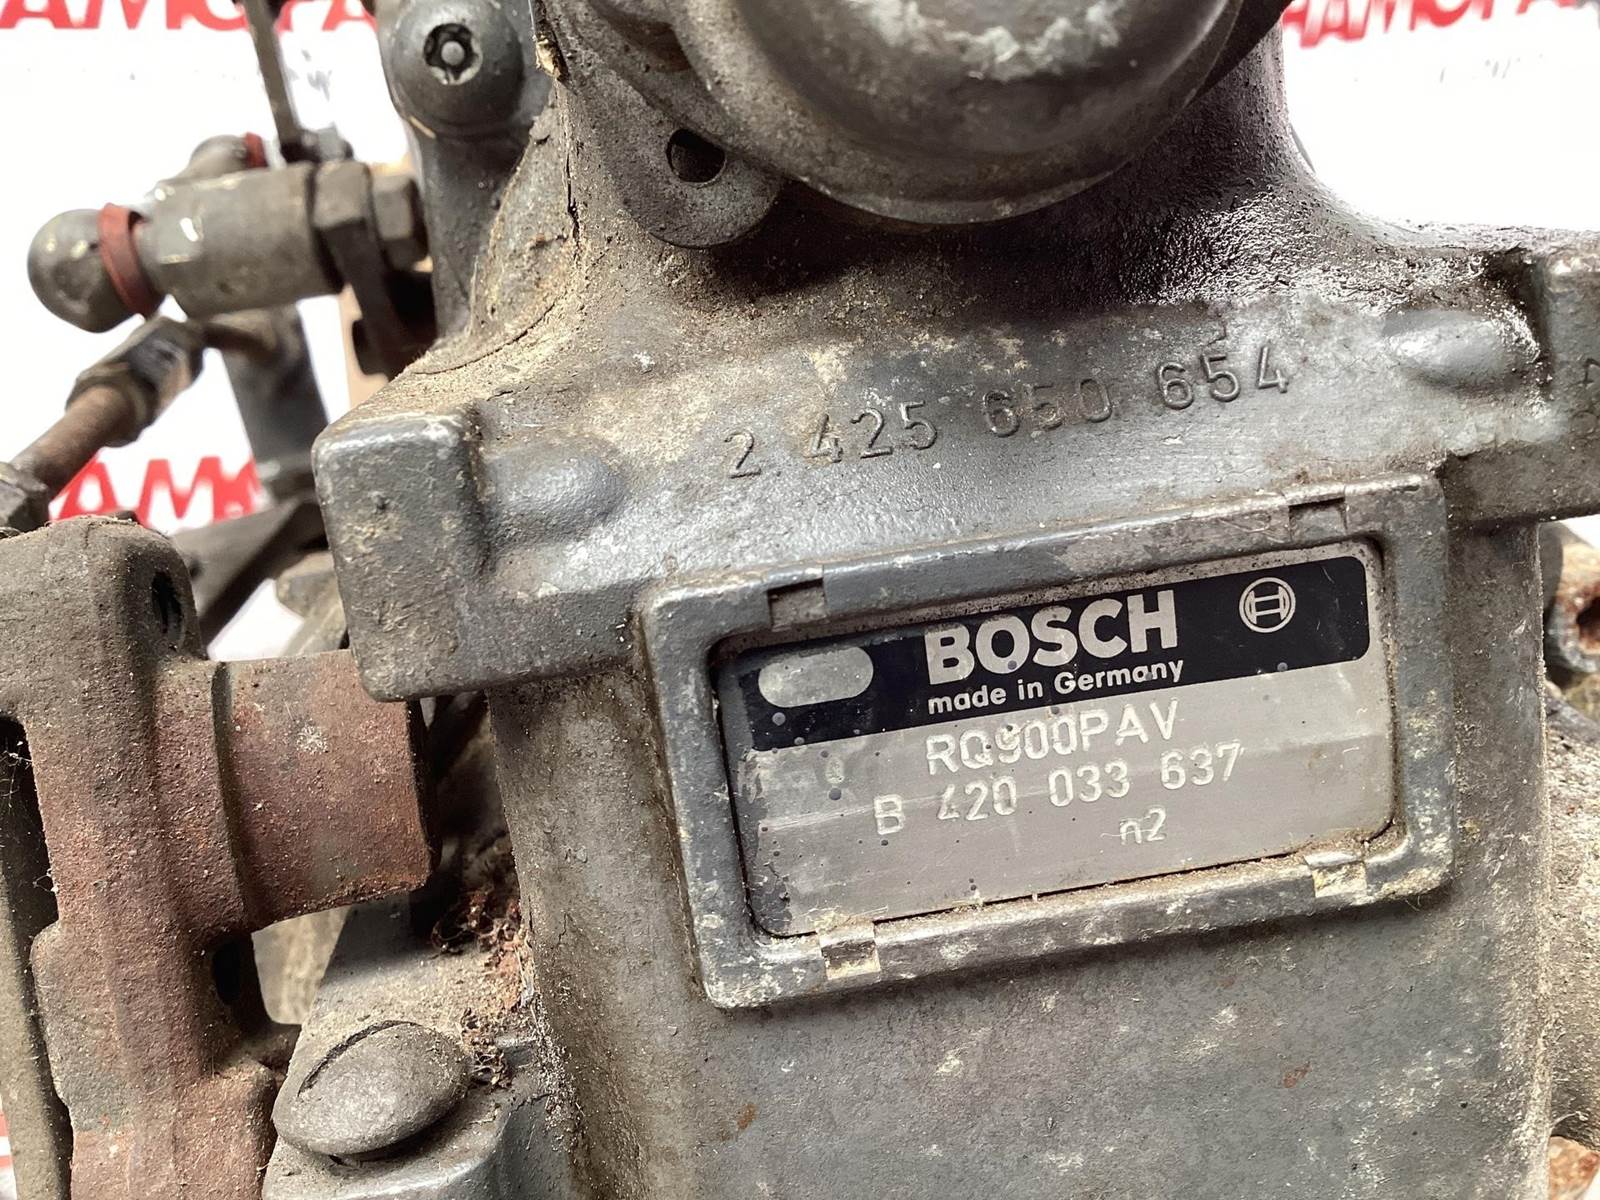 2 425 650 654
BOSCH
made in Germany
RQ900PAV
B 420 033 637
n2